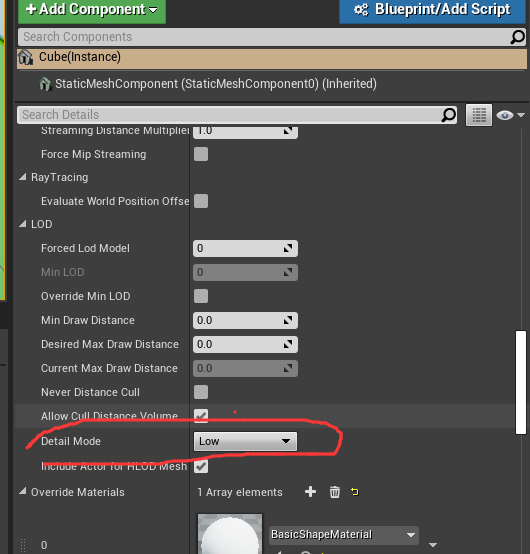 + Add Component
Blueprint/Add Script
Search Components
Cube(Instance)
StaticMeshComponent (StaticMeshComponent0) (Inherited)
Search Details
Streaming Distance Multiplier 1.0
Force Mip Streaming
RayTracing
Evaluate World Position Offse
LOD
Forced Lod Model 0
Min LOD 0
Override Min LOD
Min Draw Distance 0.0
Desired Max Draw Distance 0.0
Current Max Draw Distance 0.0
Never Distance Cull
Allow Cull Distance Volume
Detail Mode Low
Include Actor for HLOD Mesh
Override Materials 1 Array elements
BasicShapeMaterial
0